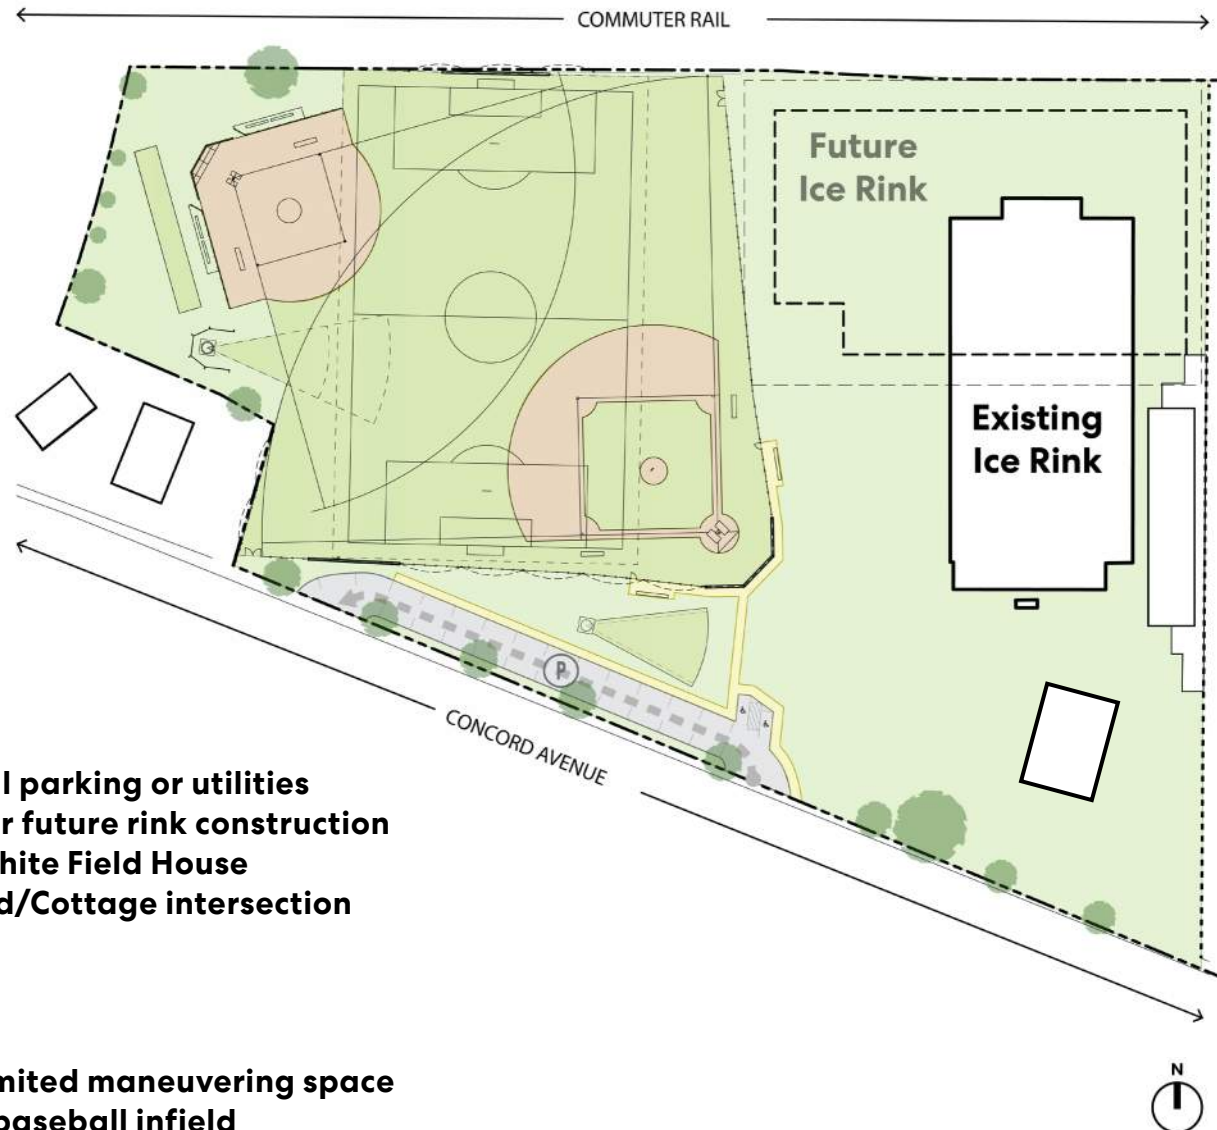 COMMUTER RAIL
Future
Ice Rink
Existing
Ice Rink
P
CONCORD AVENUE
l parking or utilities
r future rink construction
hite Field House
d/Cottage intersection
mited maneuvering space
baseball infield
N